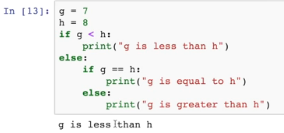 In [13]: g = 7
h = 8
if g < h:
    print("g is less than h")
else:
    if g == h:
        print("g is equal to h")
    else:
        print("g is greater than h")
g is less than h